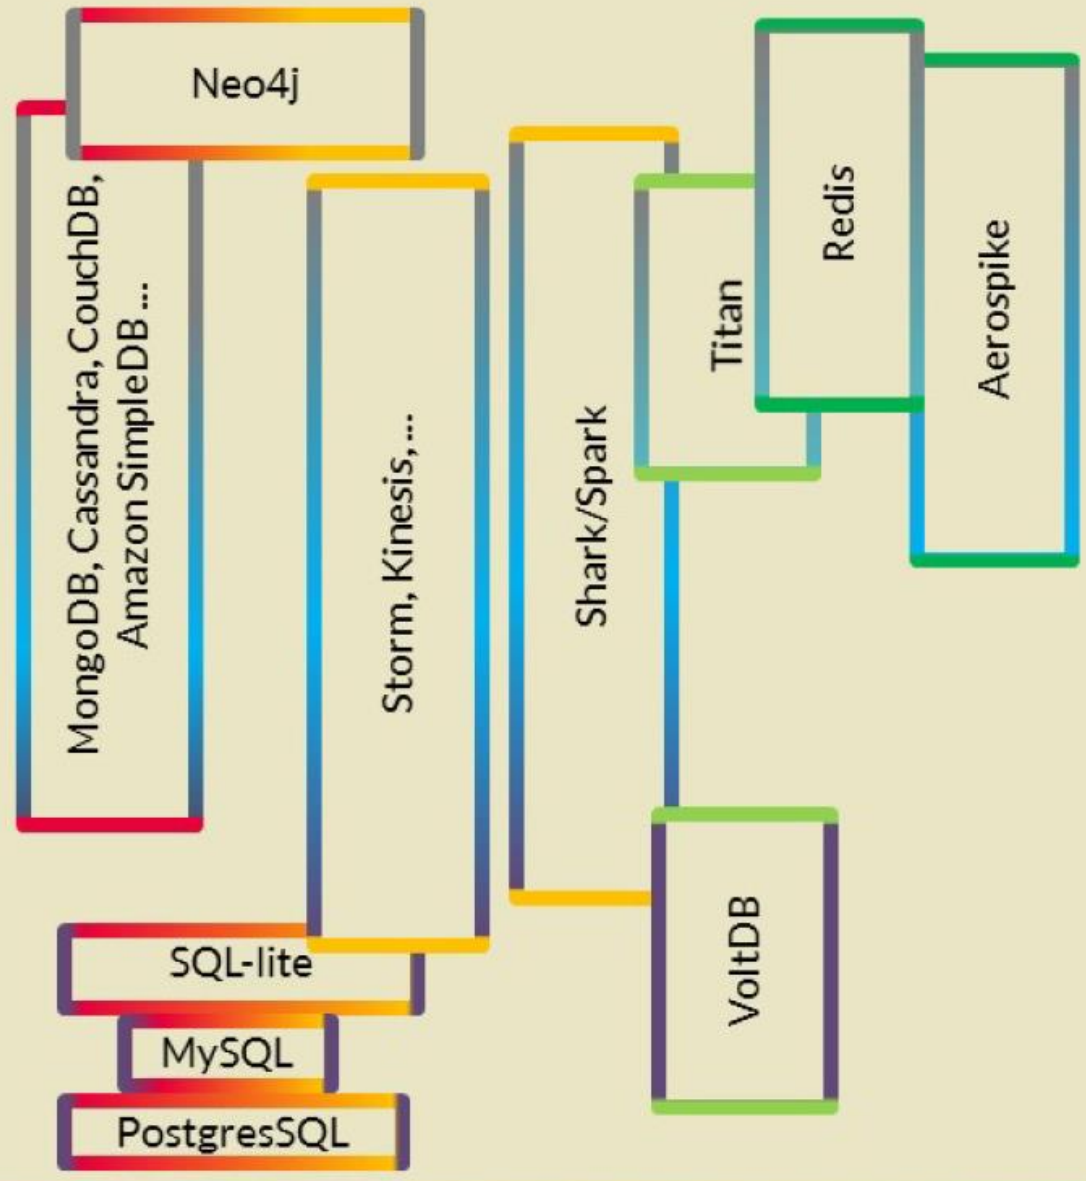 Neo4j
MongoDB, Cassandra, CouchDB,
Amazon SimpleDB ...
Storm, Kinesis,...
Shark/Spark
Titan
Redis
Aerospike
SQL-lite
MySQL
PostgresSQL
VoltDB